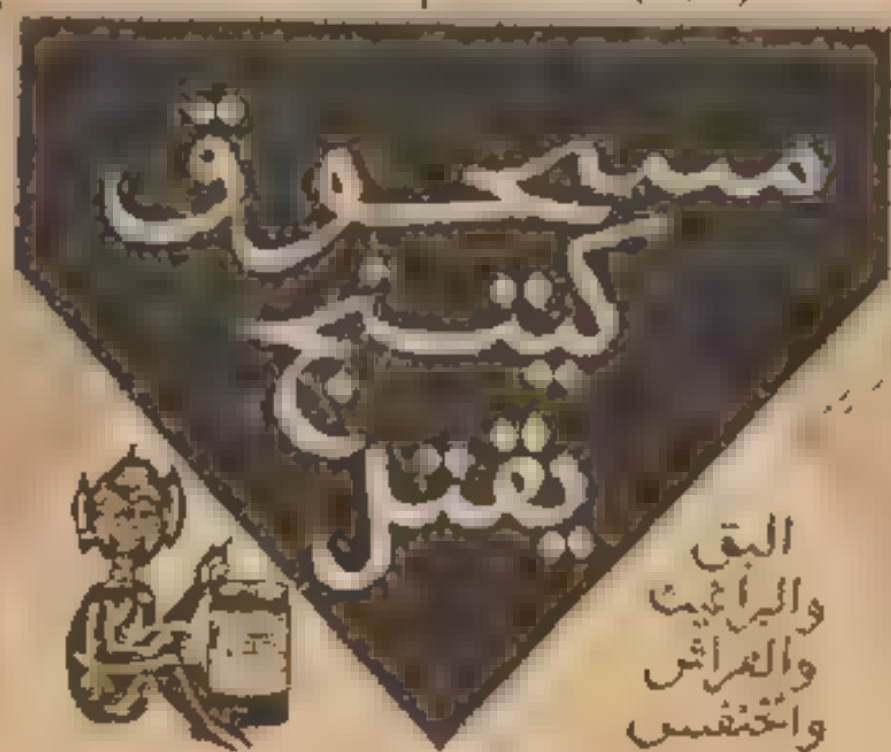 مسحوق
كيتنج
يقتل
البق
والبراغيث
والفراش
والخنفس